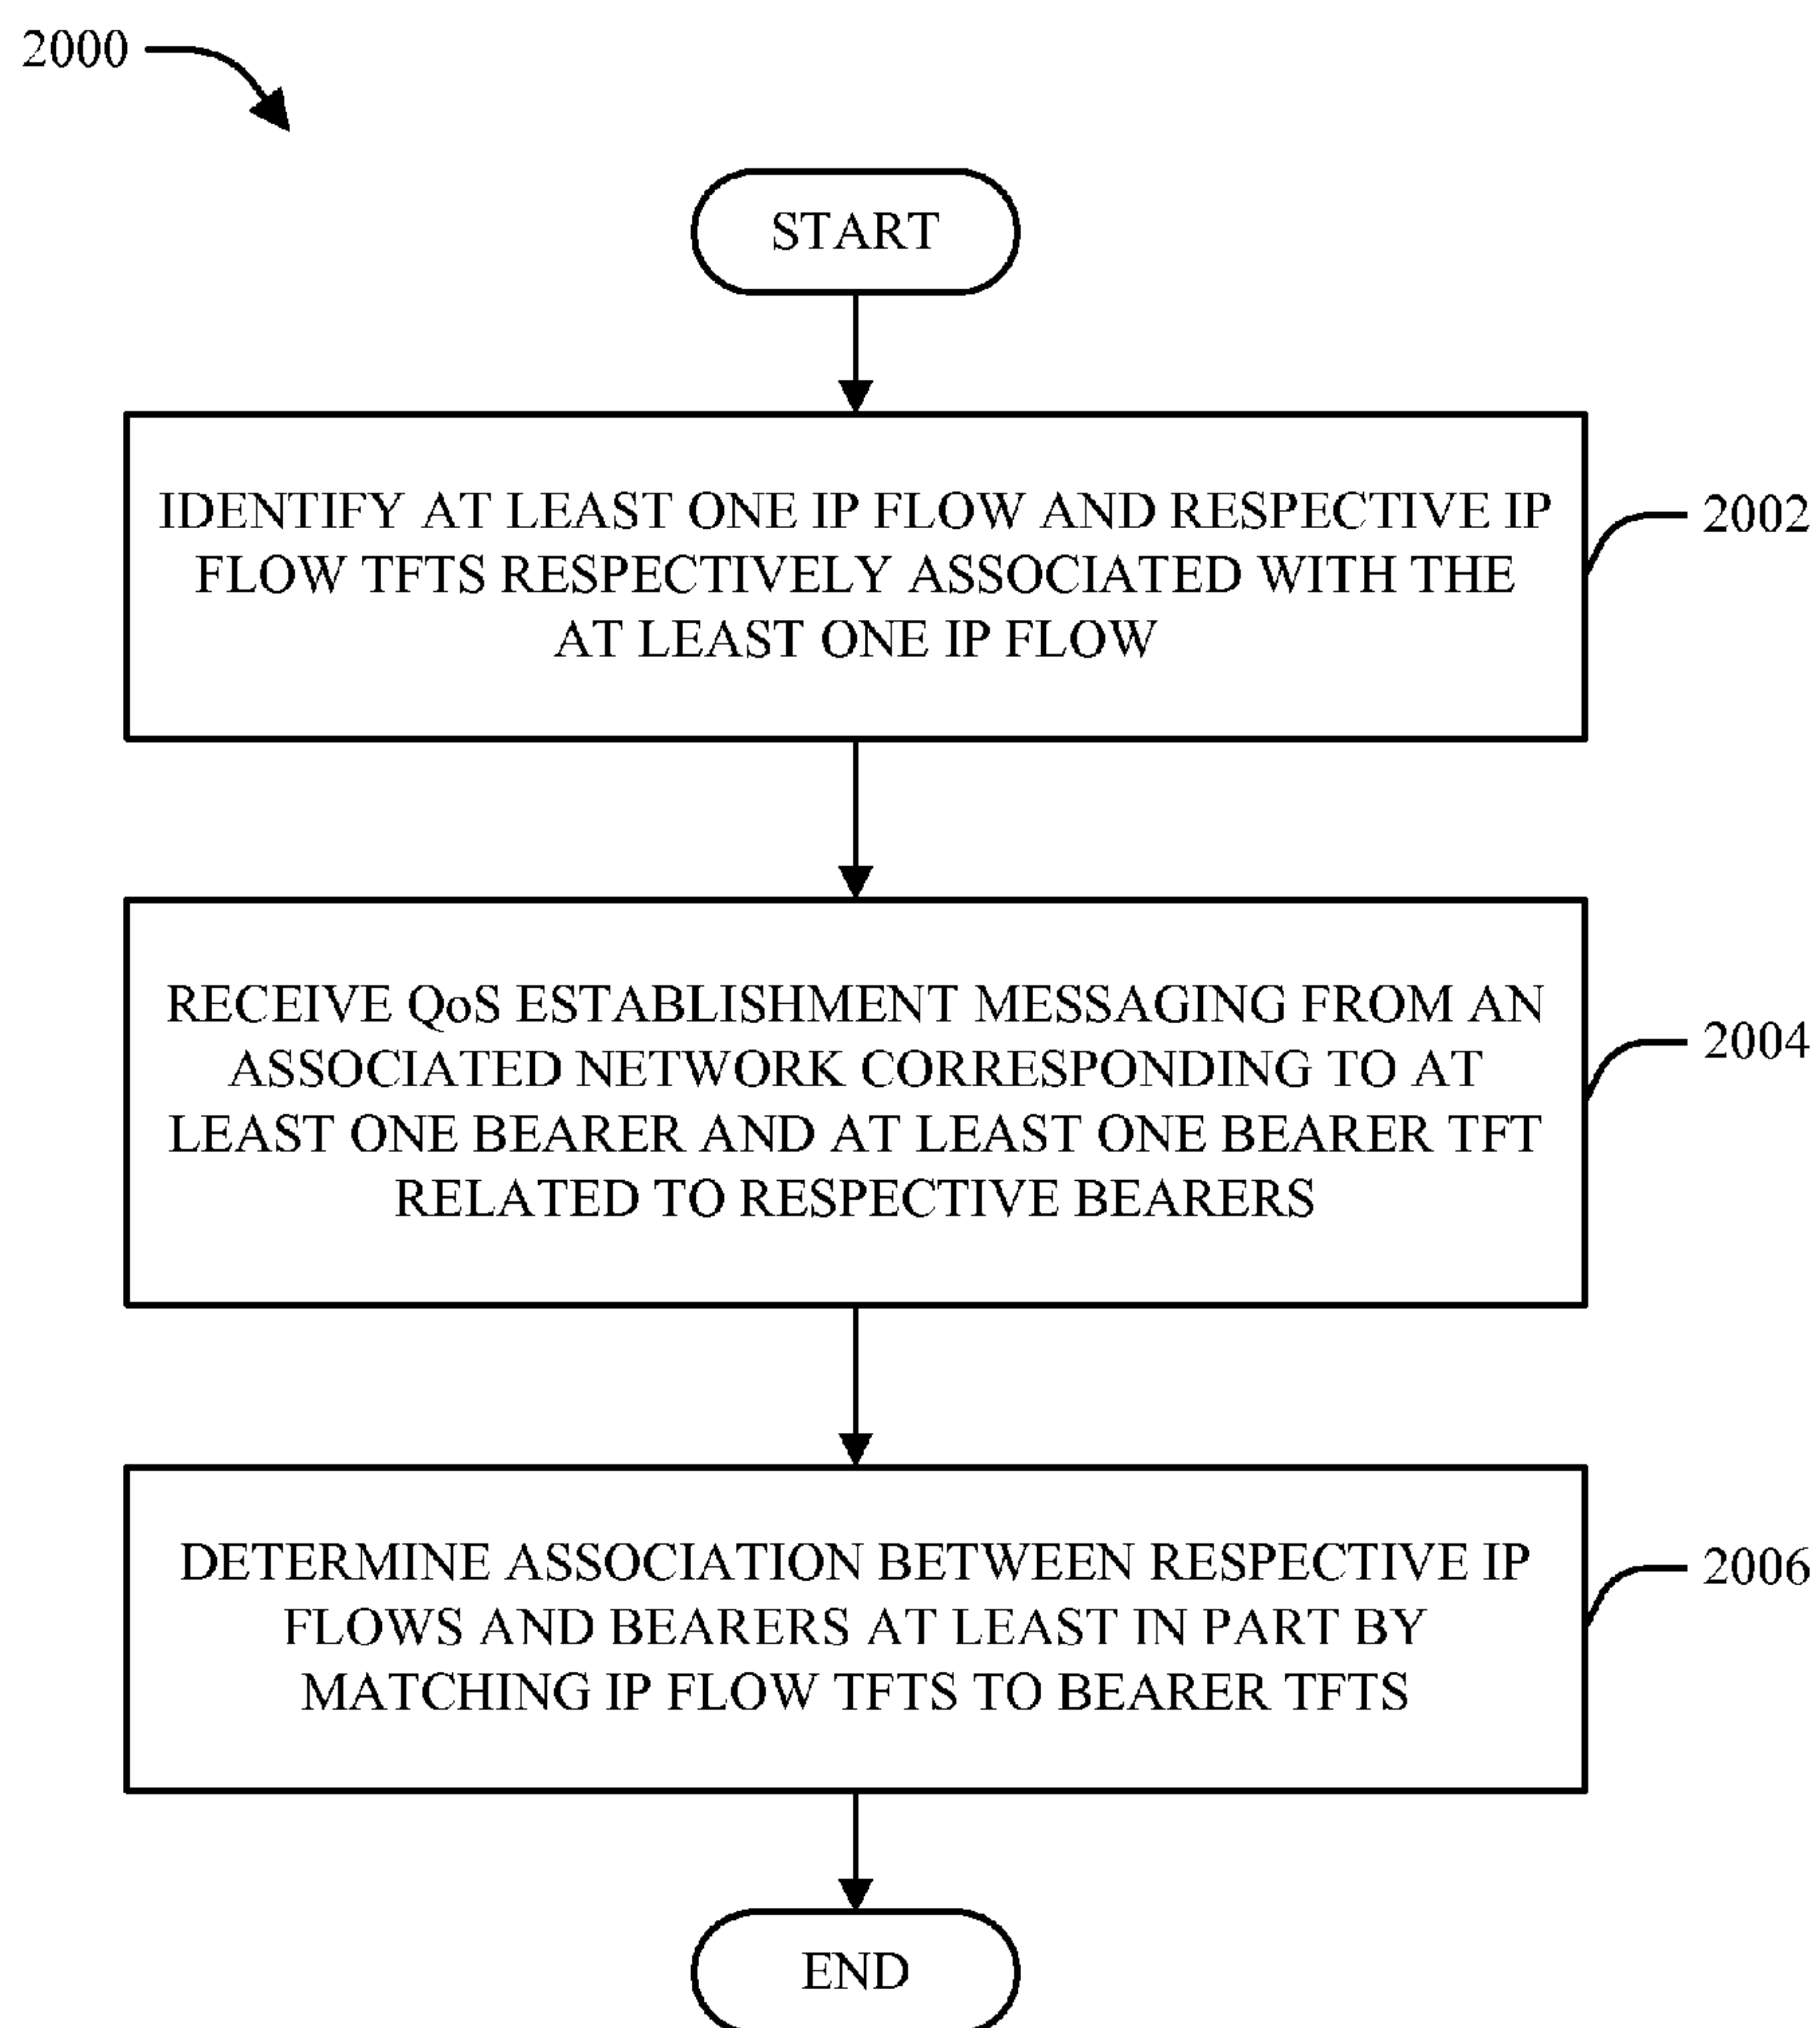 2000
START
IDENTIFY AT LEAST ONE IP FLOW AND RESPECTIVE IP
FLOW TFTS RESPECTIVELY ASSOCIATED WITH THE
AT LEAST ONE IP FLOW
2002
RECEIVE QoS ESTABLISHMENT MESSAGING FROM AN
ASSOCIATED NETWORK CORRESPONDING TO AT
LEAST ONE BEARER AND AT LEAST ONE BEARER TFT
RELATED TO RESPECTIVE BEARERS
2004
DETERMINE ASSOCIATION BETWEEN RESPECTIVE IP
FLOWS AND BEARERS AT LEAST IN PART BY
MATCHING IP FLOW TFTS TO BEARER TFTS
2006
END